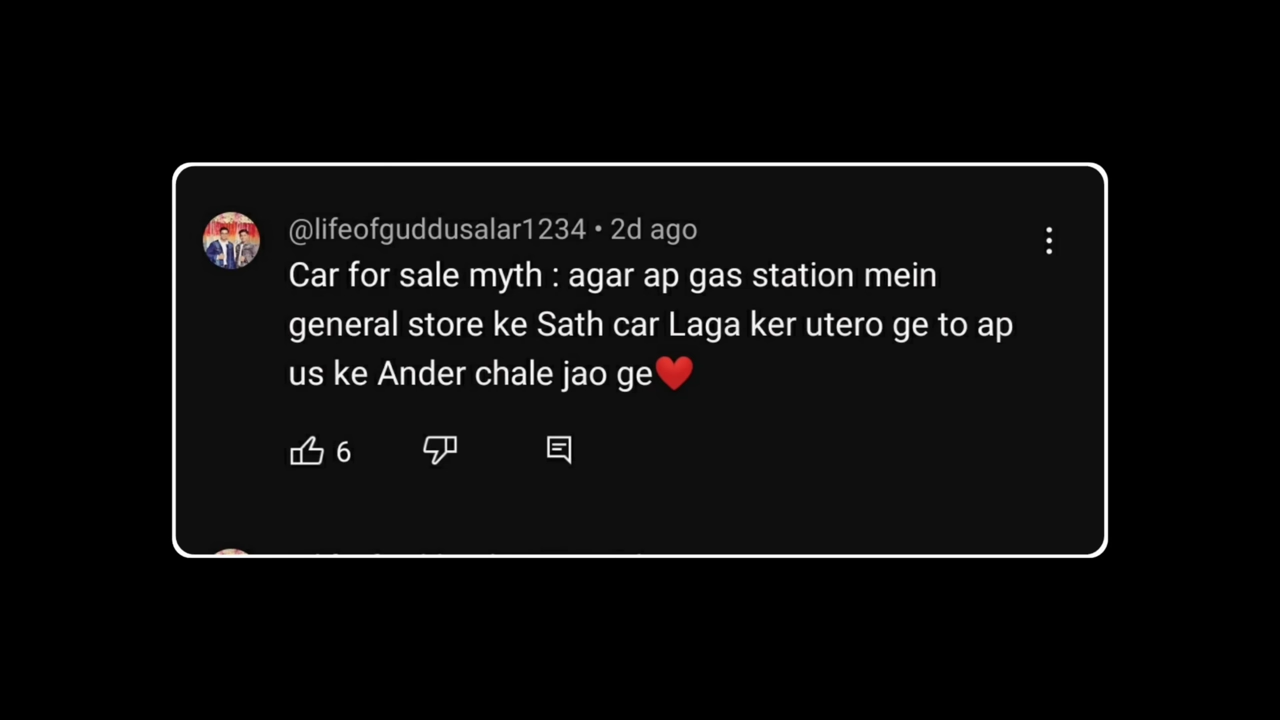 @lifeofguddusalar1234 • 2d ago
Car for sale myth : agar ap gas station mein
general store ke Sath car Laga ker utero ge to ap
us ke Ander chale jao ge❤️
6